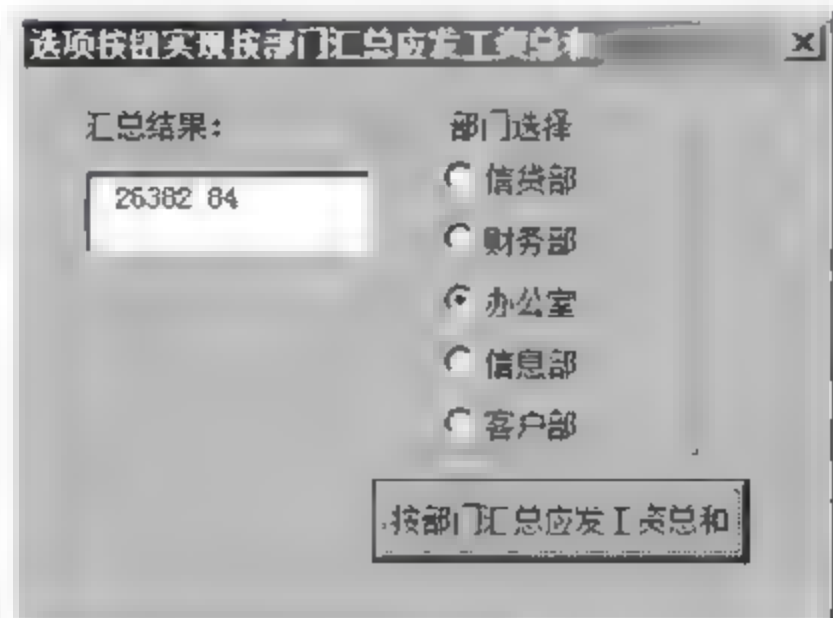 选项按钮实现按部门汇总应发工资总和
汇总结果:
26382 84
部门选择
信贷部
财务部
办公室
信息部
客户部
按部门汇总应发工资总和